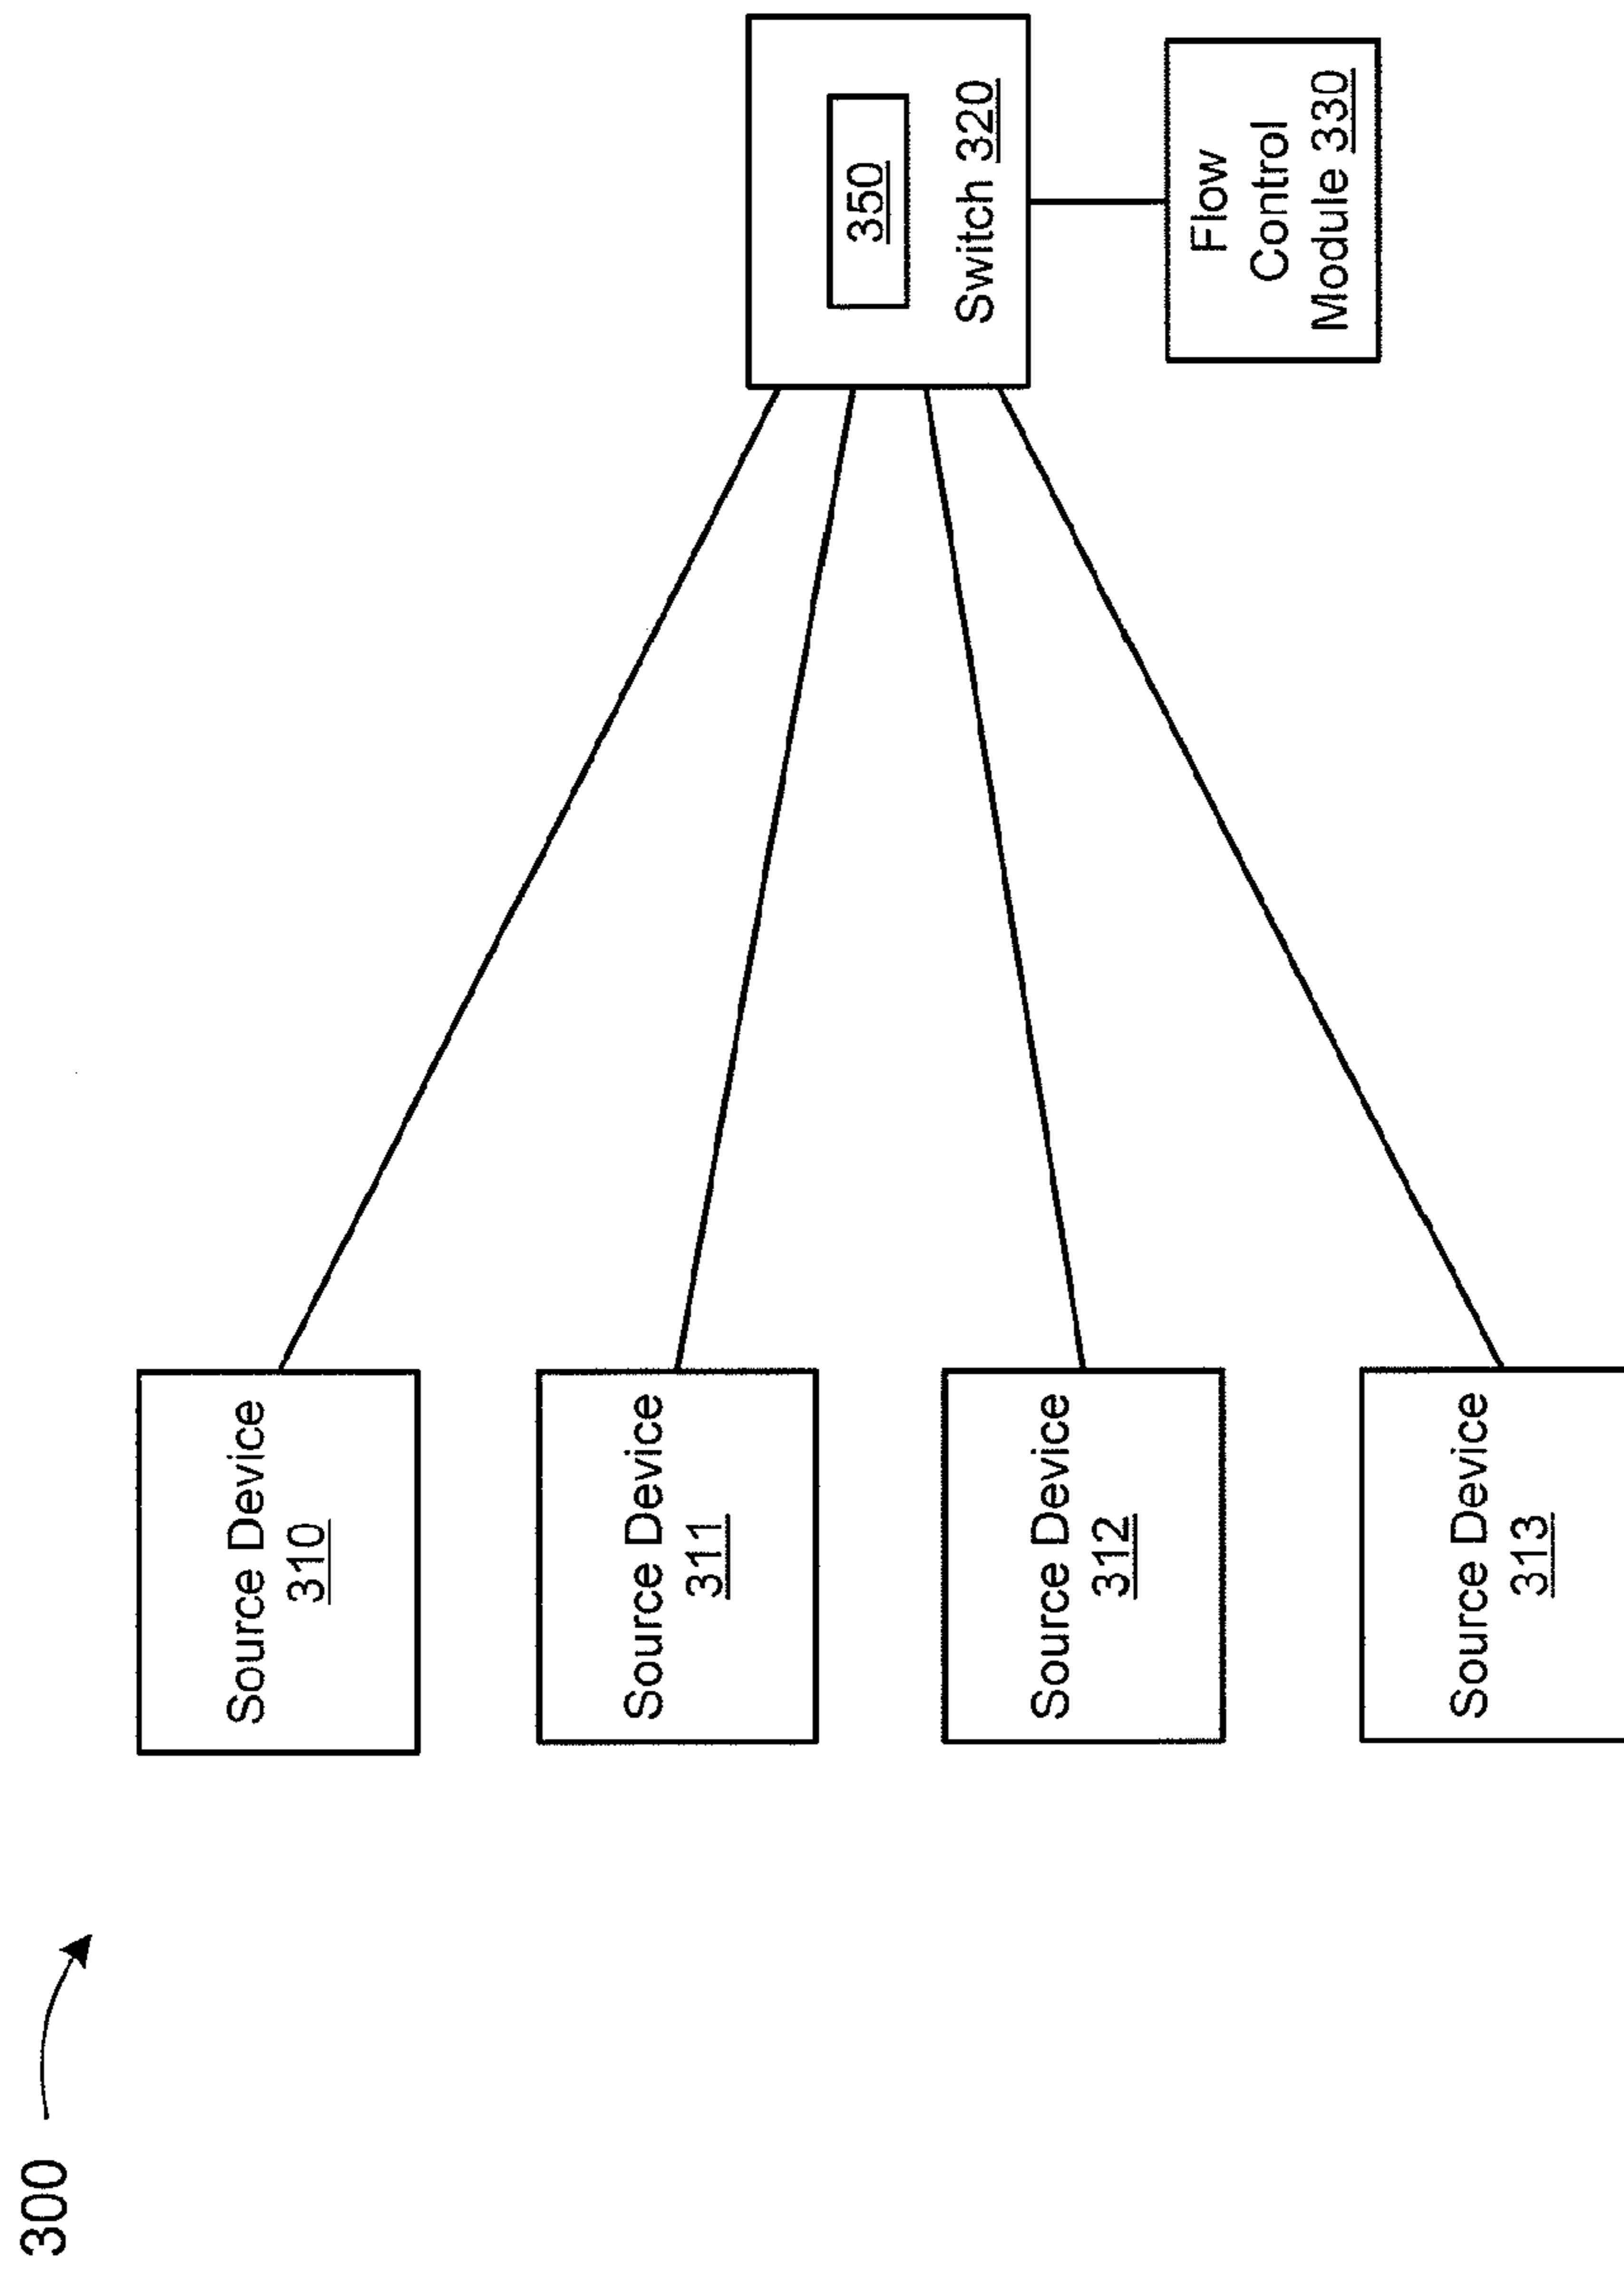 300
Source Device
310
Source Device
311
Source Device
312
Source Device
313
350
Switch 320
Flow
Control
Module 330